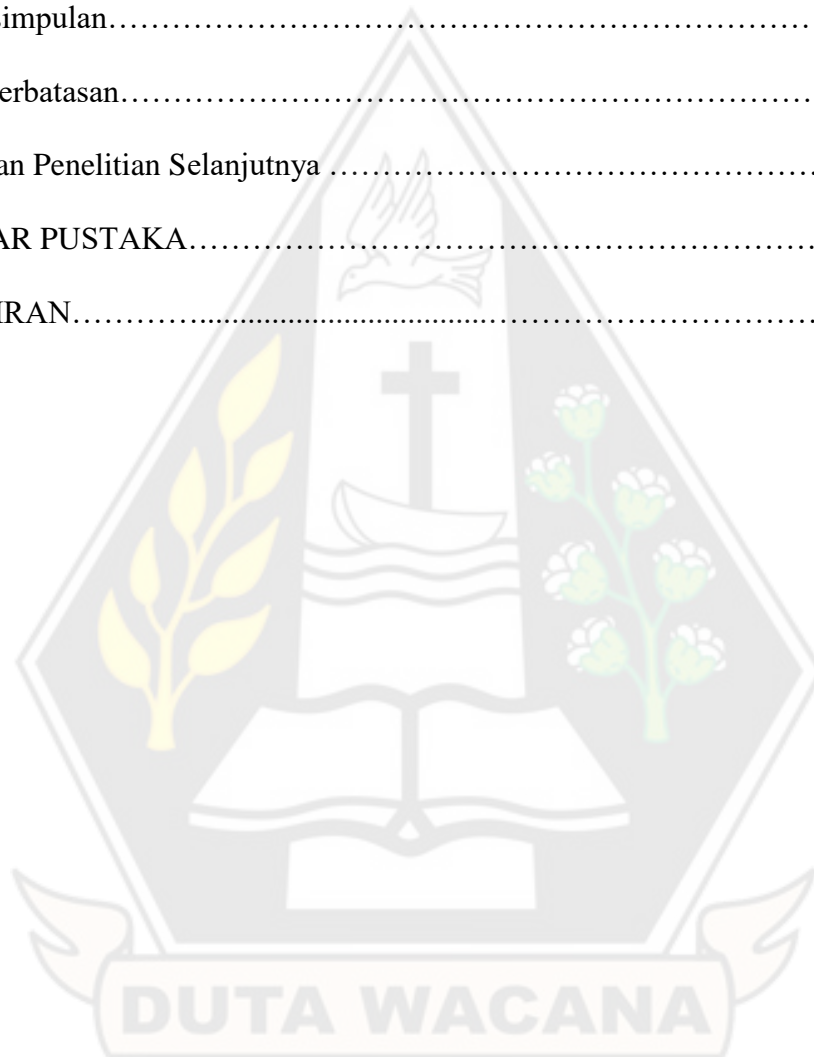 impulan……………………………………………………………………
erbatasan……………………………………………………………………
an Penelitian Selanjutnya ………………………………………………
AR PUSTAKA………………………………………………………………
IRAN…………...............................................………………………………
DUTA WACANA